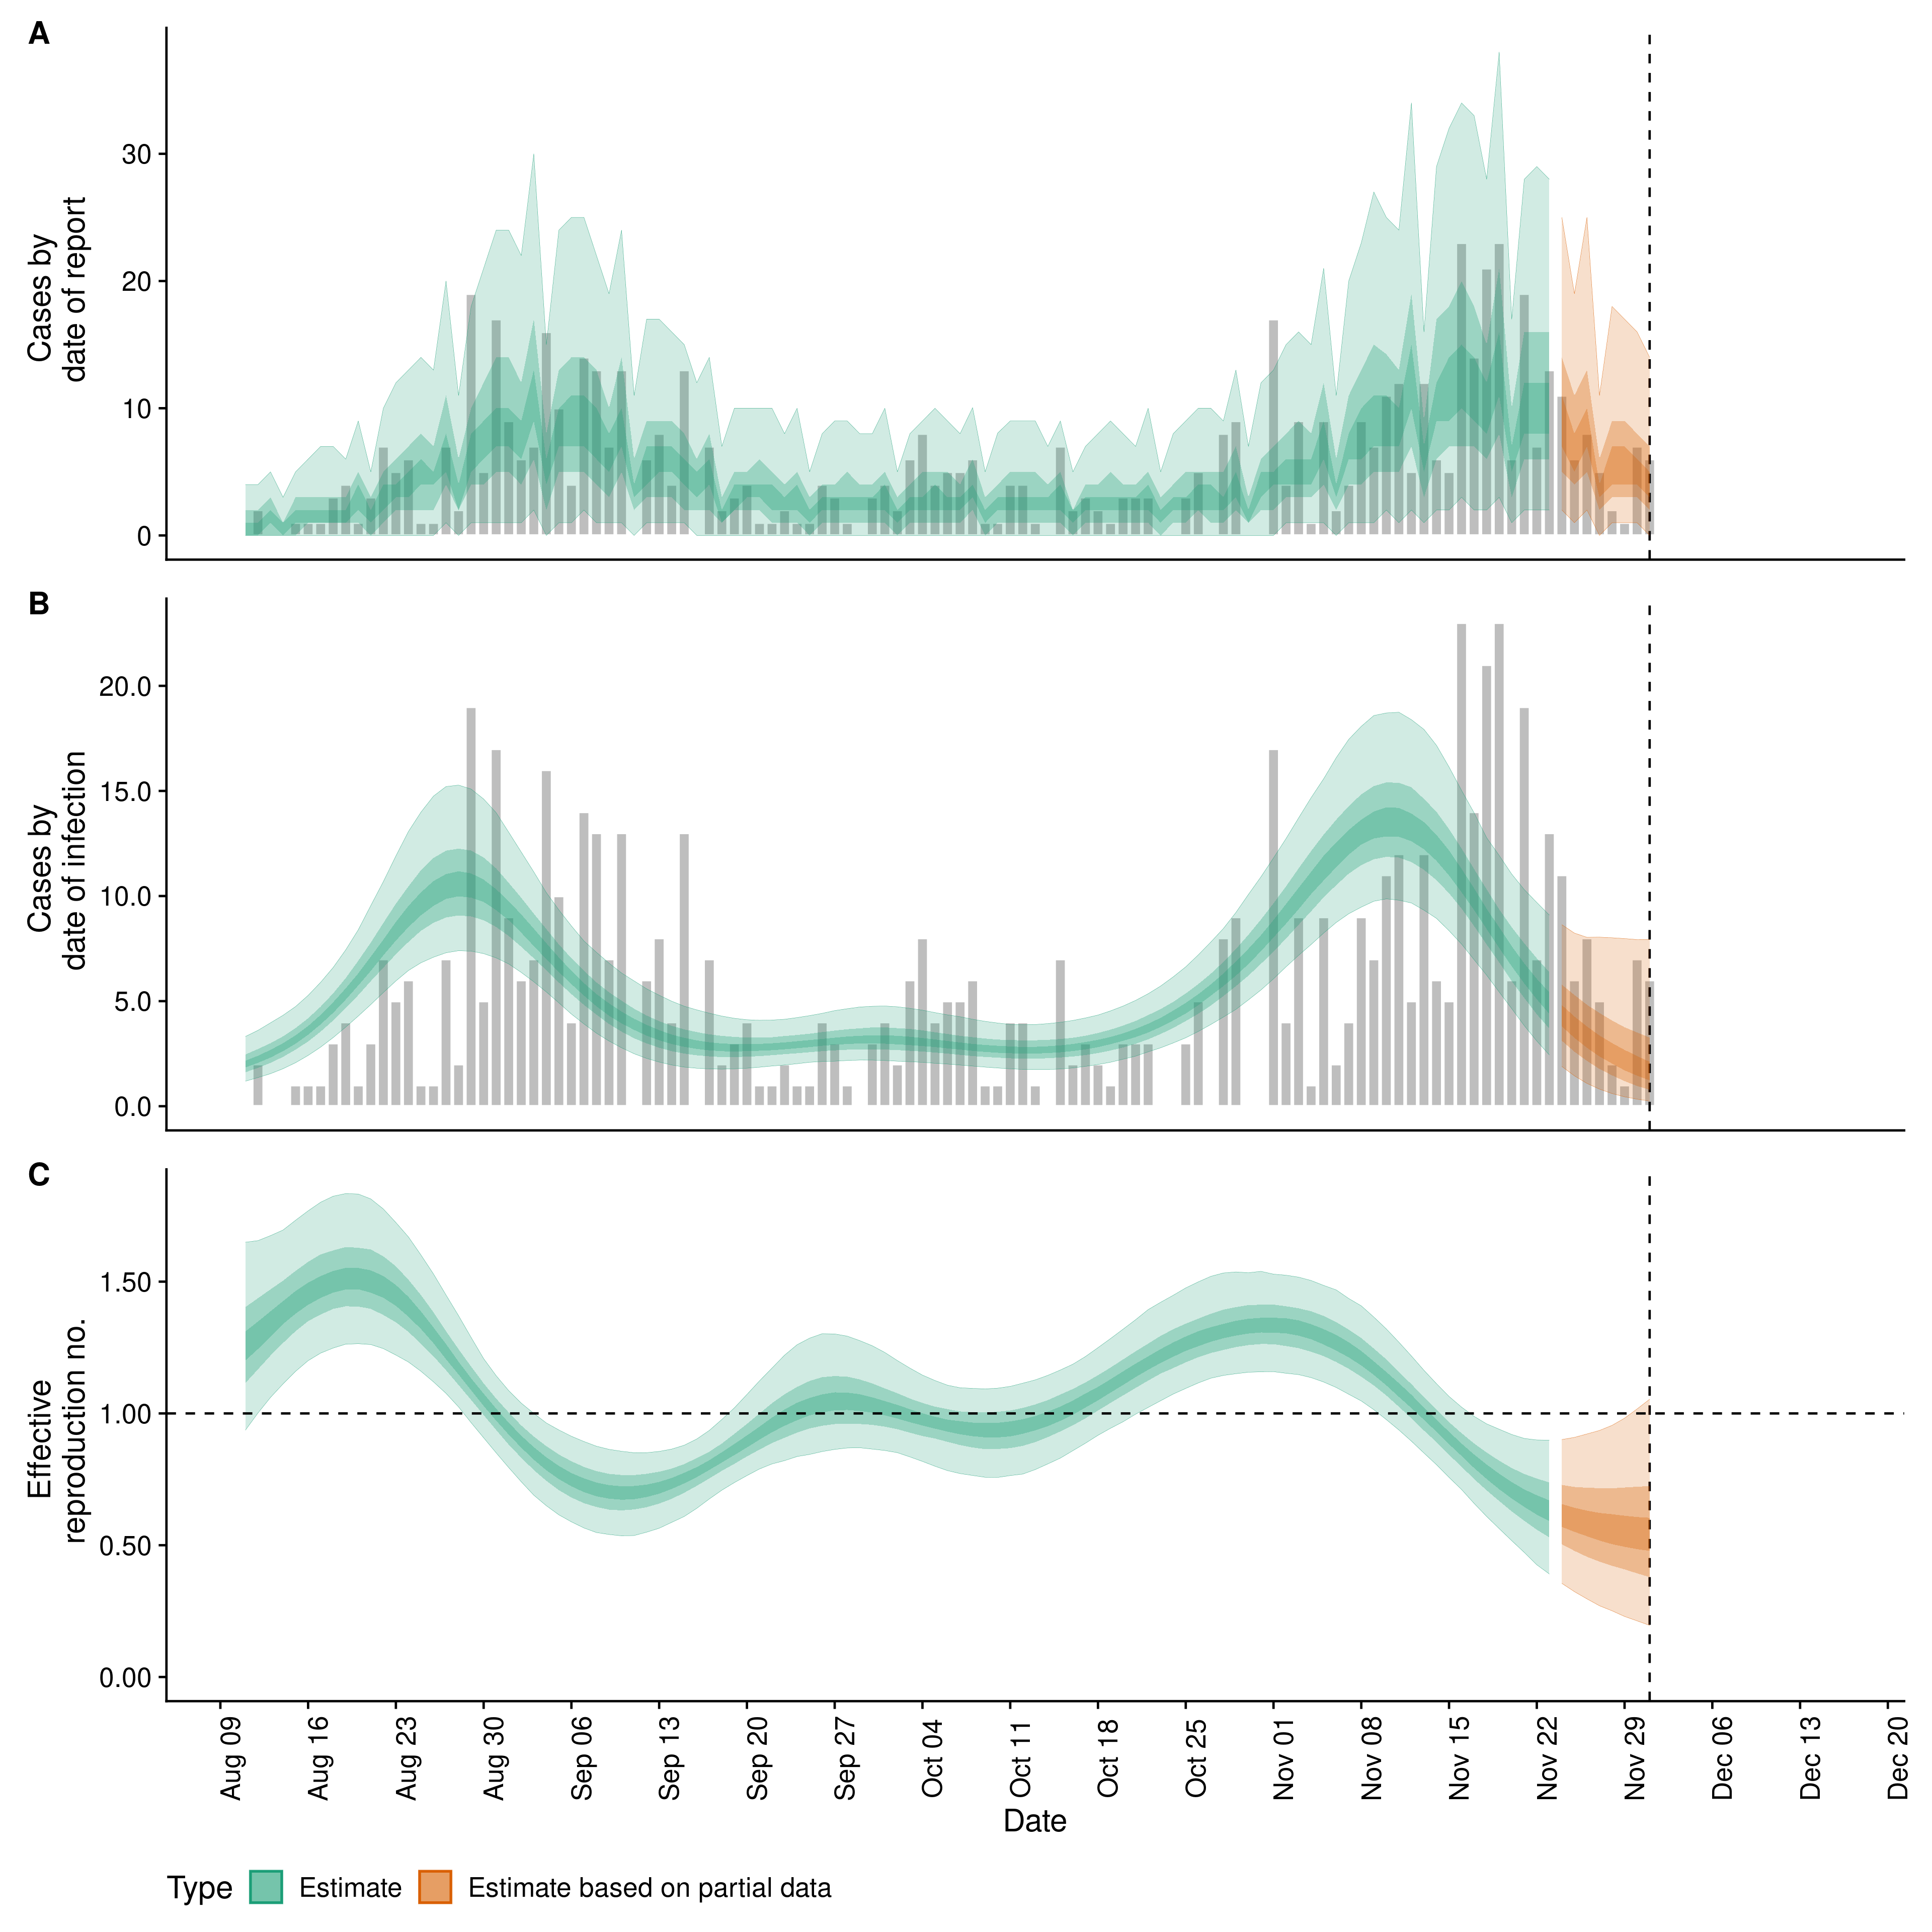 A
Cases by
date of report
30
20
10
0
B
Cases by
date of infection
20.0
15.0
10.0
5.0
0.0
C
Effective
reproduction no.
1.50
1.00
0.50
0.00
Aug 09
Aug 16
Aug 23
Aug 30
Sep 06
Sep 13
Sep 20
Sep 27
Oct 04
Oct 11
Oct 18
Oct 25
Nov 01
Nov 08
Nov 15
Nov 22
Nov 29
Dec 06
Dec 13
Dec 20
Date
Type
Estimate
Estimate based on partial data